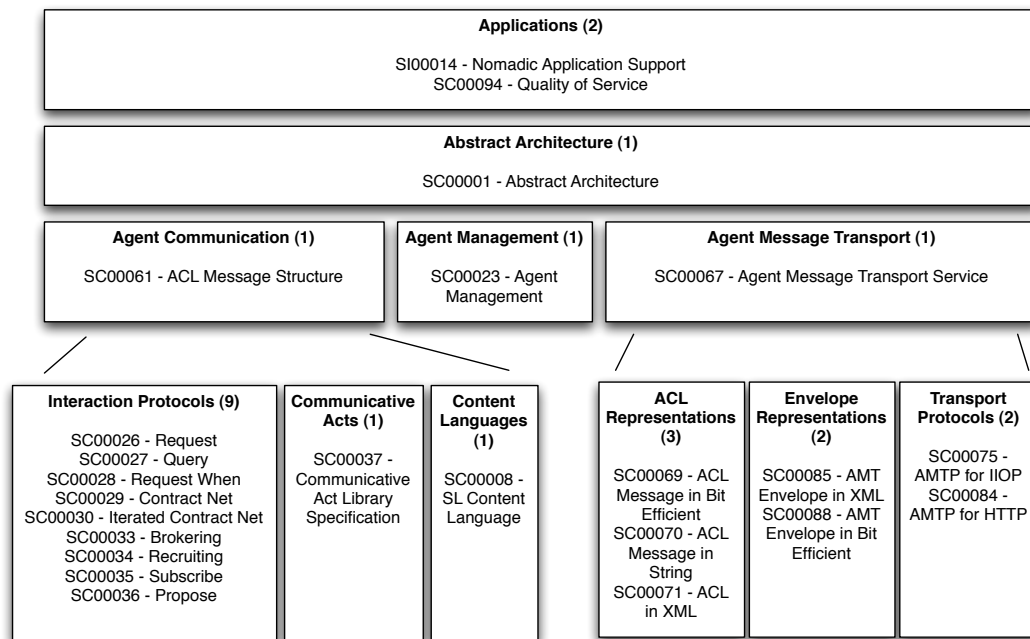 Applications (2)
SI00014 - Nomadic Application Support
SC00094 - Quality of Service
Abstract Architecture (1)
SC00001 - Abstract Architecture
Agent Communication (1)
SC00061 - ACL Message Structure
Agent Management (1)
SC00023 - Agent
Management
Agent Message Transport (1)
SC00067 - Agent Message Transport Service
Interaction Protocols (9)
SC00026 - Request
SC00027 - Query
SC00028 - Request When
SC00029 - Contract Net
SC00030 - Iterated Contract Net
SC00033 - Brokering
SC00034 - Recruiting
SC00035 - Subscribe
SC00036 - Propose
Communicative
Acts (1)
SC00037 -
Communicative
Act Library
Specification
Content
Languages
(1)
SC00008 -
SL Content
Language
ACL
Representations
(3)
SC00069 - ACL
Message in Bit
Efficient
SC00070 - ACL
Message in
String
SC00071 - ACL
in XML
Envelope
Representations
(2)
SC00085 - AMT
Envelope in XML
SC00088 - AMT
Envelope in Bit
Efficient
Transport
Protocols (2)
SC00075 -
AMTP for IIOP
SC00084 -
AMTP for HTTP